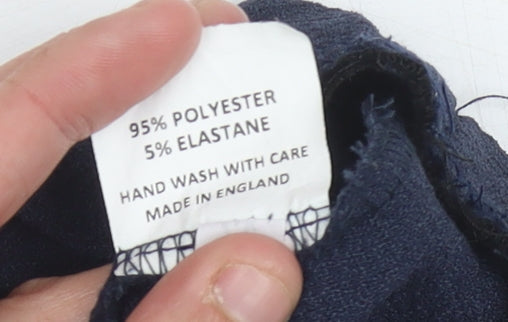 95% POLYESTER
5% ELASTANE
HAND WASH WITH CARE
MADE IN ENGLAND